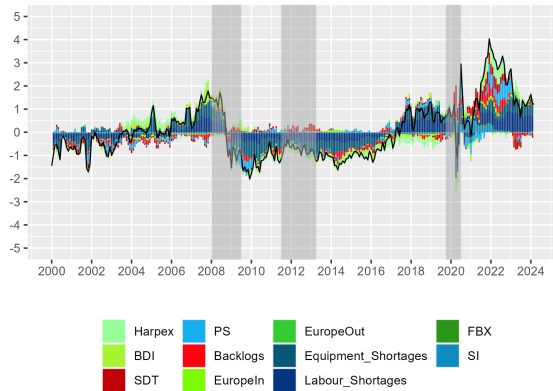 5
4
3
2
1
0
-1
-2
-3
-4
-5
2000 2002 2004 2006 2008 2010 2012 2014 2016 2018 2020 2022 2024
Harpex PS EuropeOut FBX
BDI Backlogs Equipment_Shortages SI
SDT EuropeIn Labour_Shortages